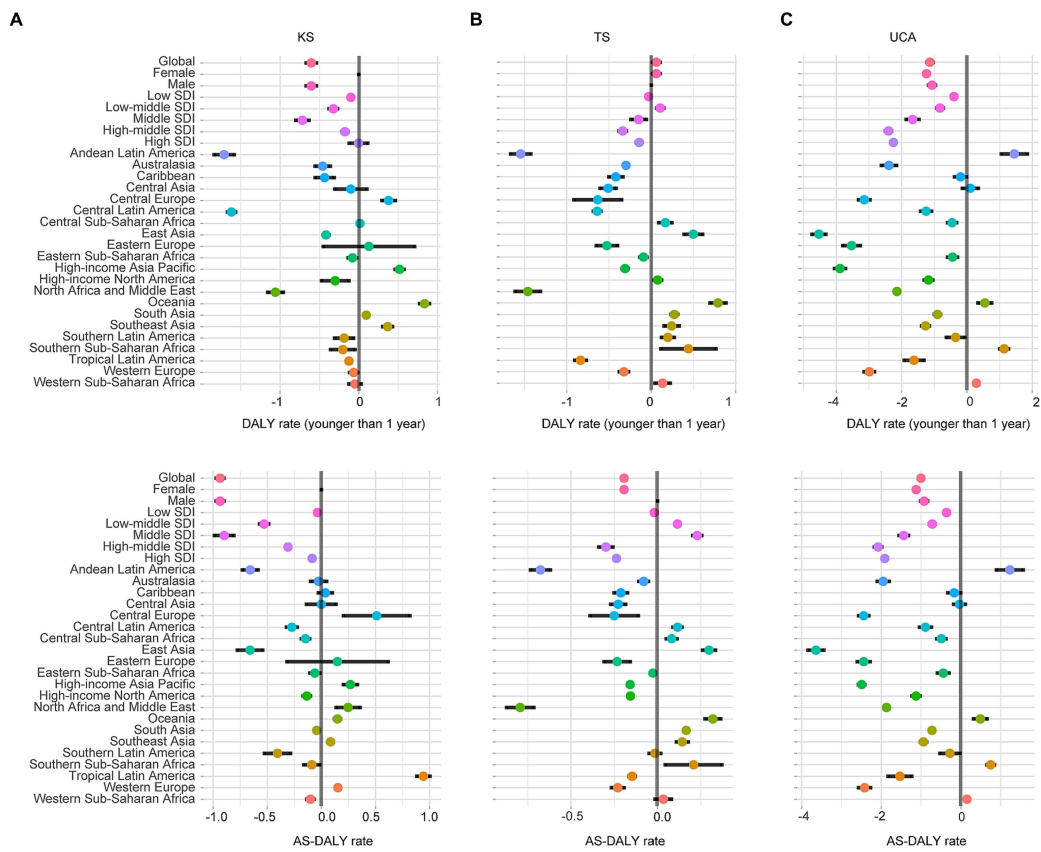 A
B
C
KS
TS
UCA
Global
Female
Male
Low SDI
Low-middle SDI
Middle SDI
High-middle SDI
High SDI
Andean Latin America
Australasia
Caribbean
Central Asia
Central Europe
Central Latin America
Central Sub-Saharan Africa
East Asia
Eastern Europe
Eastern Sub-Saharan Africa
High-income Asia Pacific
High-income North America
North Africa and Middle East
Oceania
South Asia
Southeast Asia
Southern Latin America
Southern Sub-Saharan Africa
Tropical Latin America
Western Europe
Western Sub-Saharan Africa
-1 0 1
-1 0 1
-4 -2 0 2
DALY rate (younger than 1 year)
DALY rate (younger than 1 year)
DALY rate (younger than 1 year)
Global
Female
Male
Low SDI
Low-middle SDI
Middle SDI
High-middle SDI
High SDI
Andean Latin America
Australasia
Caribbean
Central Asia
Central Europe
Central Latin America
Central Sub-Saharan Africa
East Asia
Eastern Europe
Eastern Sub-Saharan Africa
High-income Asia Pacific
High-income North America
North Africa and Middle East
Oceania
South Asia
Southeast Asia
Southern Latin America
Southern Sub-Saharan Africa
Tropical Latin America
Western Europe
Western Sub-Saharan Africa
-1.0 -0.5 0.0 0.5 1.0
-0.5 0.0
-4 -2 0
AS-DALY rate
AS-DALY rate
AS-DALY rate